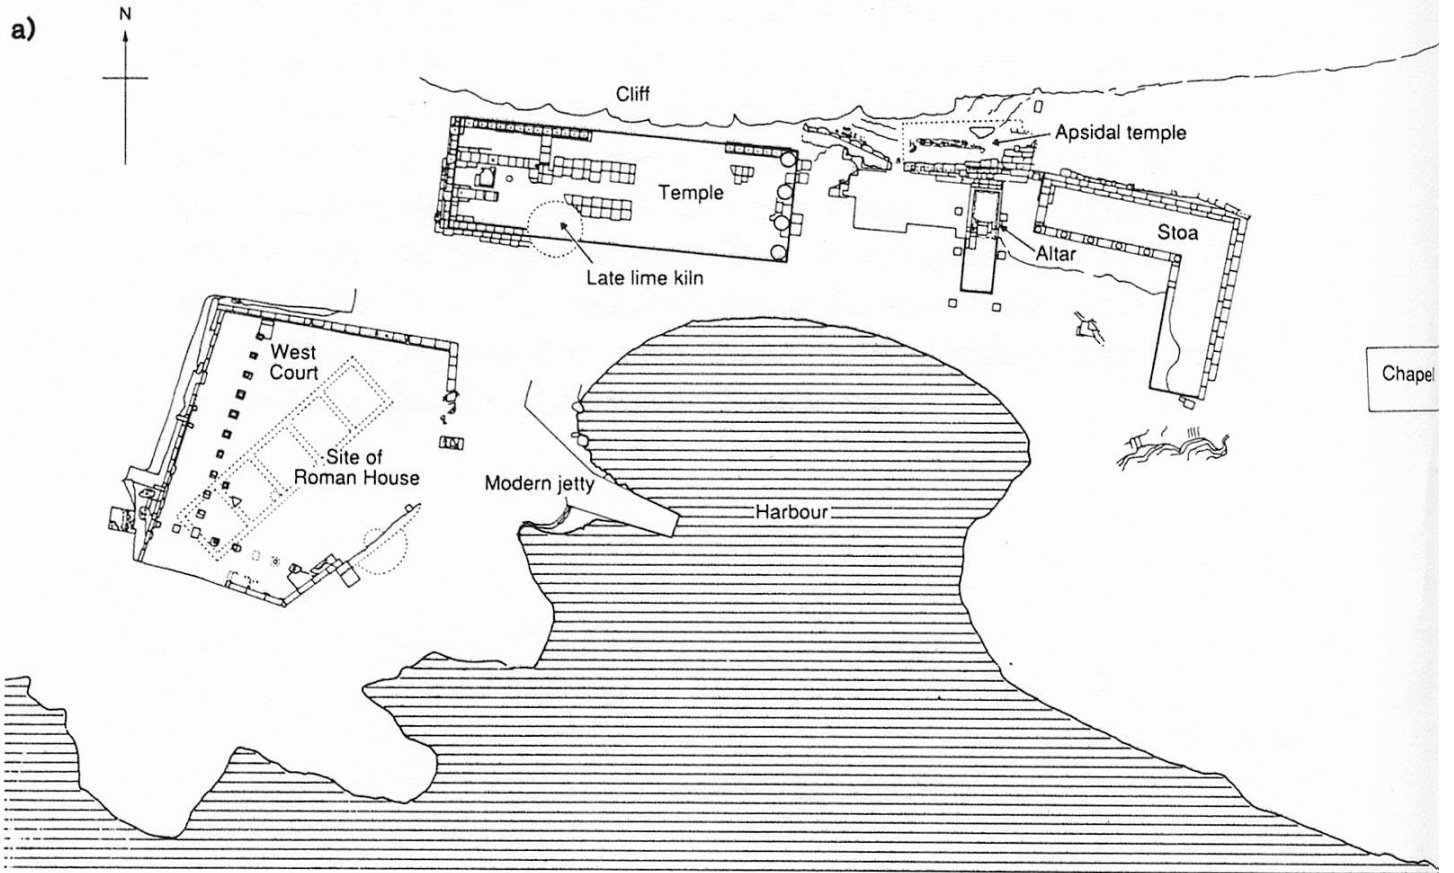 a)
N
Cliff
Apsidal temple
Temple
Stoa
Altar
Late lime kiln
West
Court
Chapel
Site of
Roman House
Modern jetty
Harbour